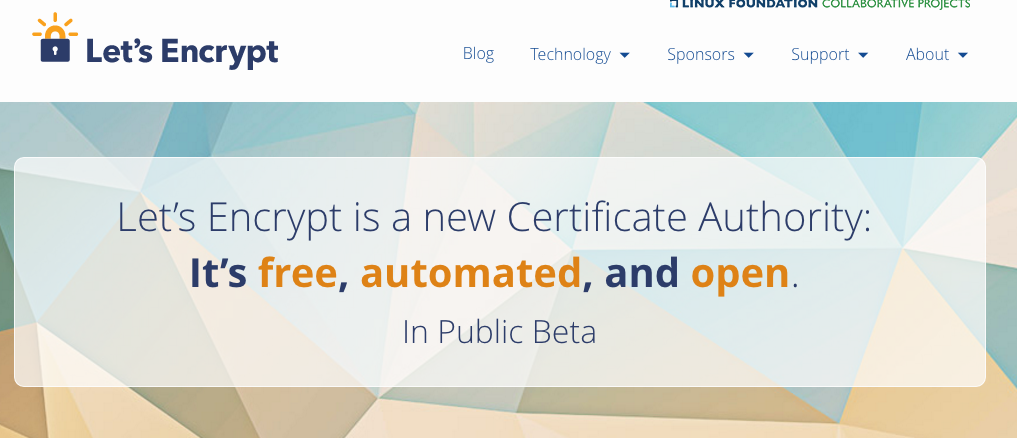 LINUX FOUNDATION COLLABORATIVE PROJECTS
Let's Encrypt
Blog Technology Sponsors Support About
Let's Encrypt is a new Certificate Authority:
It's free, automated, and open.
In Public Beta